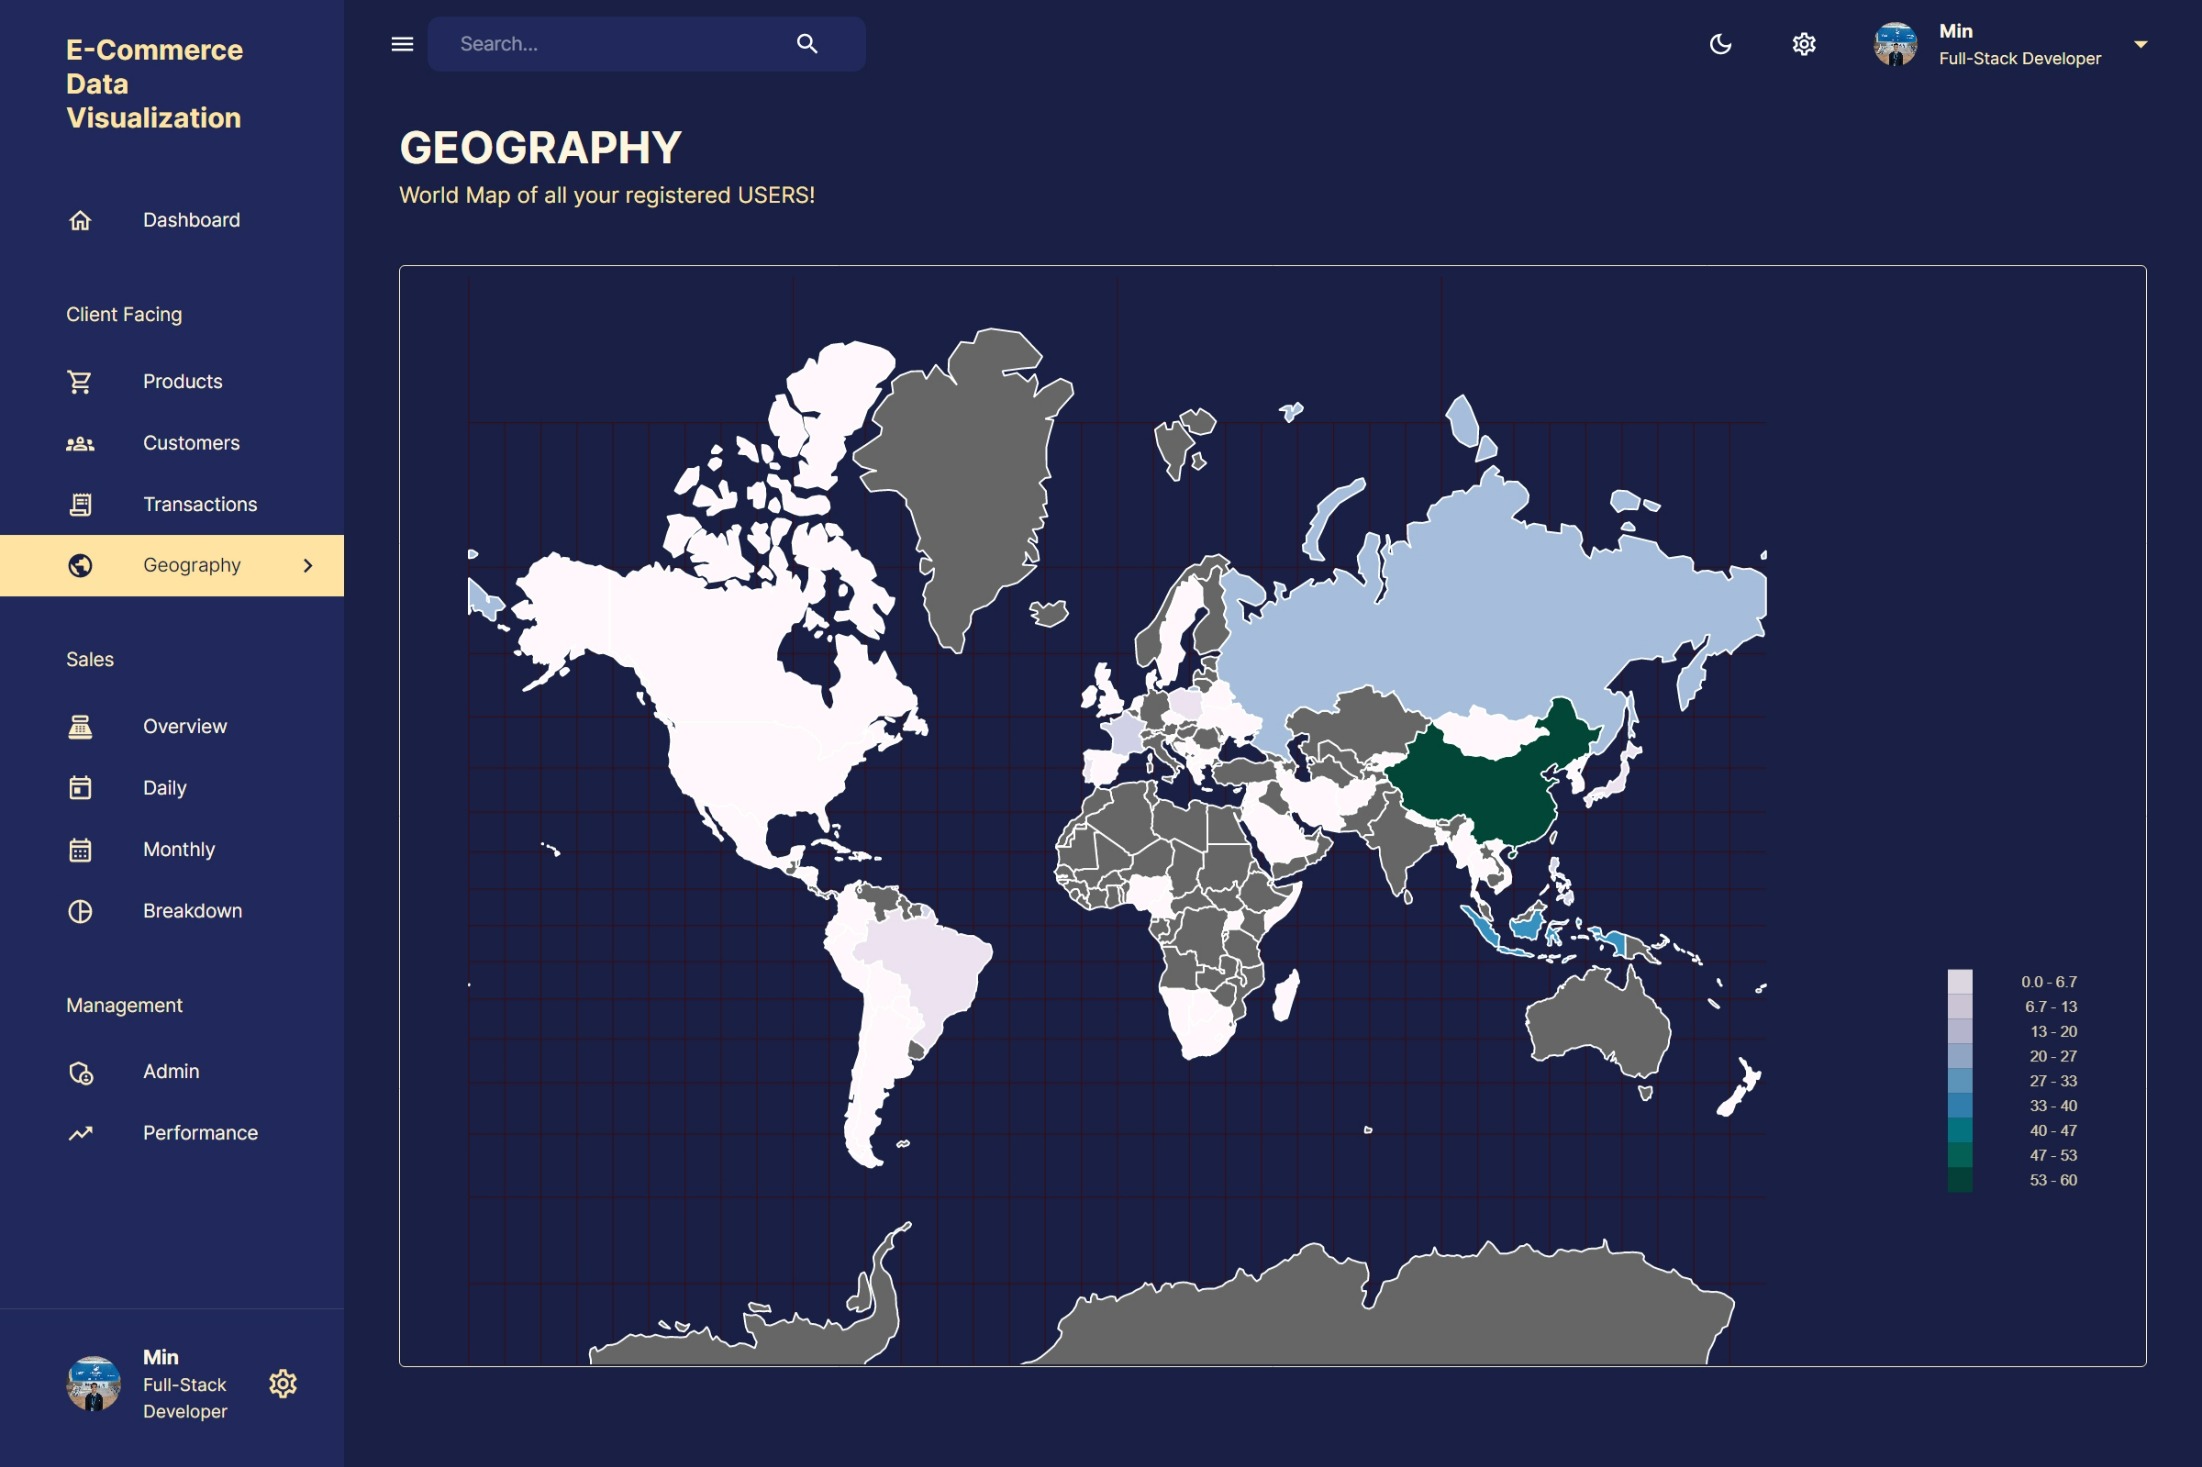 E-Commerce
Data
Visualization
Dashboard
Client Facing
Products
Customers
Transactions
Geography
Sales
Overview
Daily
Monthly
Breakdown
Management
Admin
Performance
Min
Full-Stack
Developer
Search...
Min
Full-Stack Developer
GEOGRAPHY
World Map of all your registered USERS!
0.0 - 6.7
6.7 - 13
13 - 20
20 - 27
27 - 33
33 - 40
40 - 47
47 - 53
53 - 60